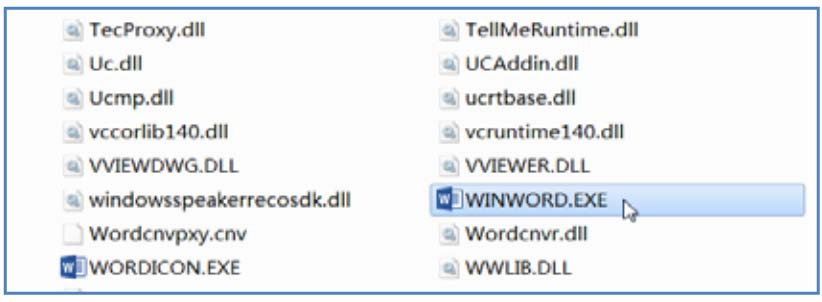 TecProxy.dll TellMeRuntime.dll
Uc.dll UCAddin.dll
Ucmp.dll ucrtbase.dll
vccorlib140.dll vcruntime140.dll
VVIEWDWG.DLL VVIEWER.DLL
windowsspeakerrecosdk.dll WINWORD.EXE
Wordcnvpxy.cnv Wordcnvr.dll
WORDICON.EXE WWLIB.DLL